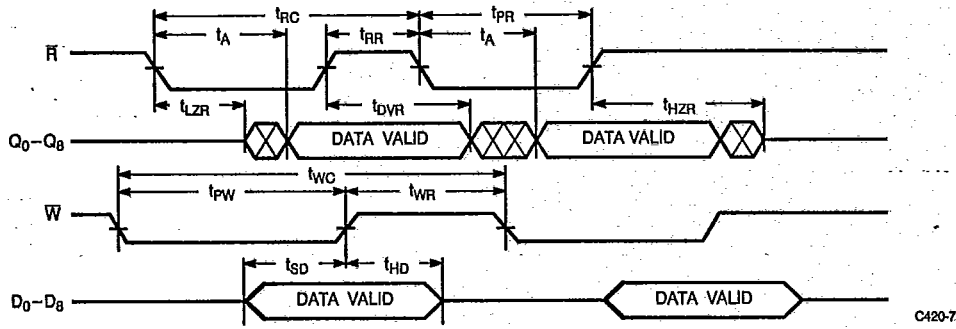 tRC tPR
tA tRR tA
R̅
tLZR tDVR tHZR
Q0–Q8 DATA VALID DATA VALID
tWC
tPW tWR
W̅
tSD tHD
D0–D8 DATA VALID DATA VALID
C420-7